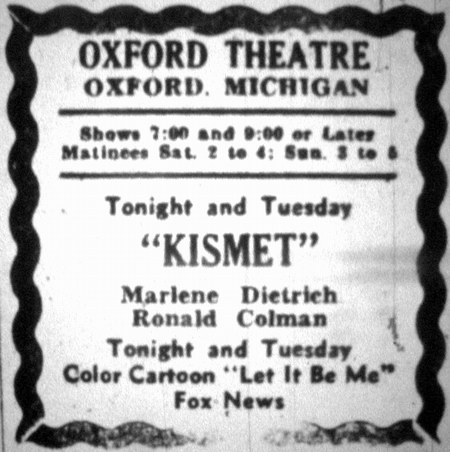 OXFORD THEATRE
OXFORD. MICHIGAN
Shows 7:00 and 9:00 or Later
Matinees Sat. 2 to 4; Sun. 3 to 5
Tonight and Tuesday
"KISMET"
Marlene Dietrich
Ronald Colman
Tonight and Tuesday
Color Cartoon "Let It Be Me"
Fox News